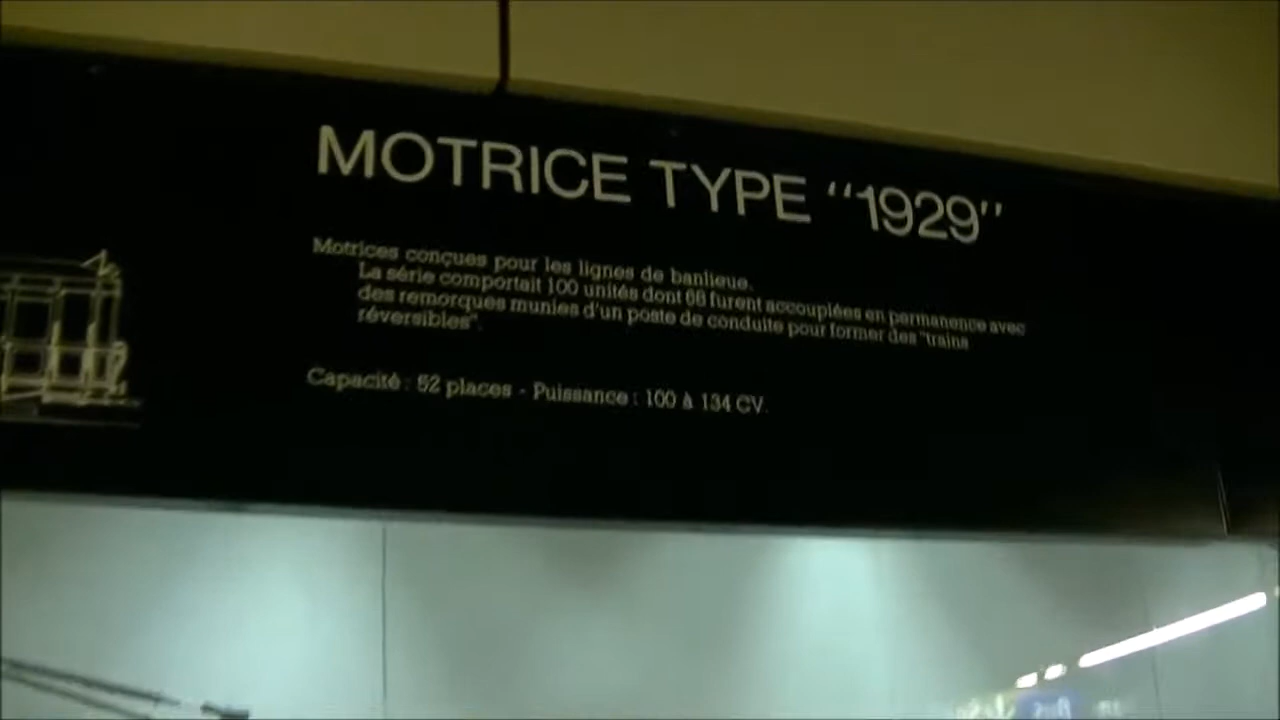 MOTRICE TYPE "1929"
Motrices conçues pour les lignes de banlieue.
La série comportait 100 unités dont 66 furent accouplées en permanence avec
des remorques munies d'un poste de conduite pour former des "trains
réversibles".
Capacité : 52 places - Puissance : 100 à 134 CV.